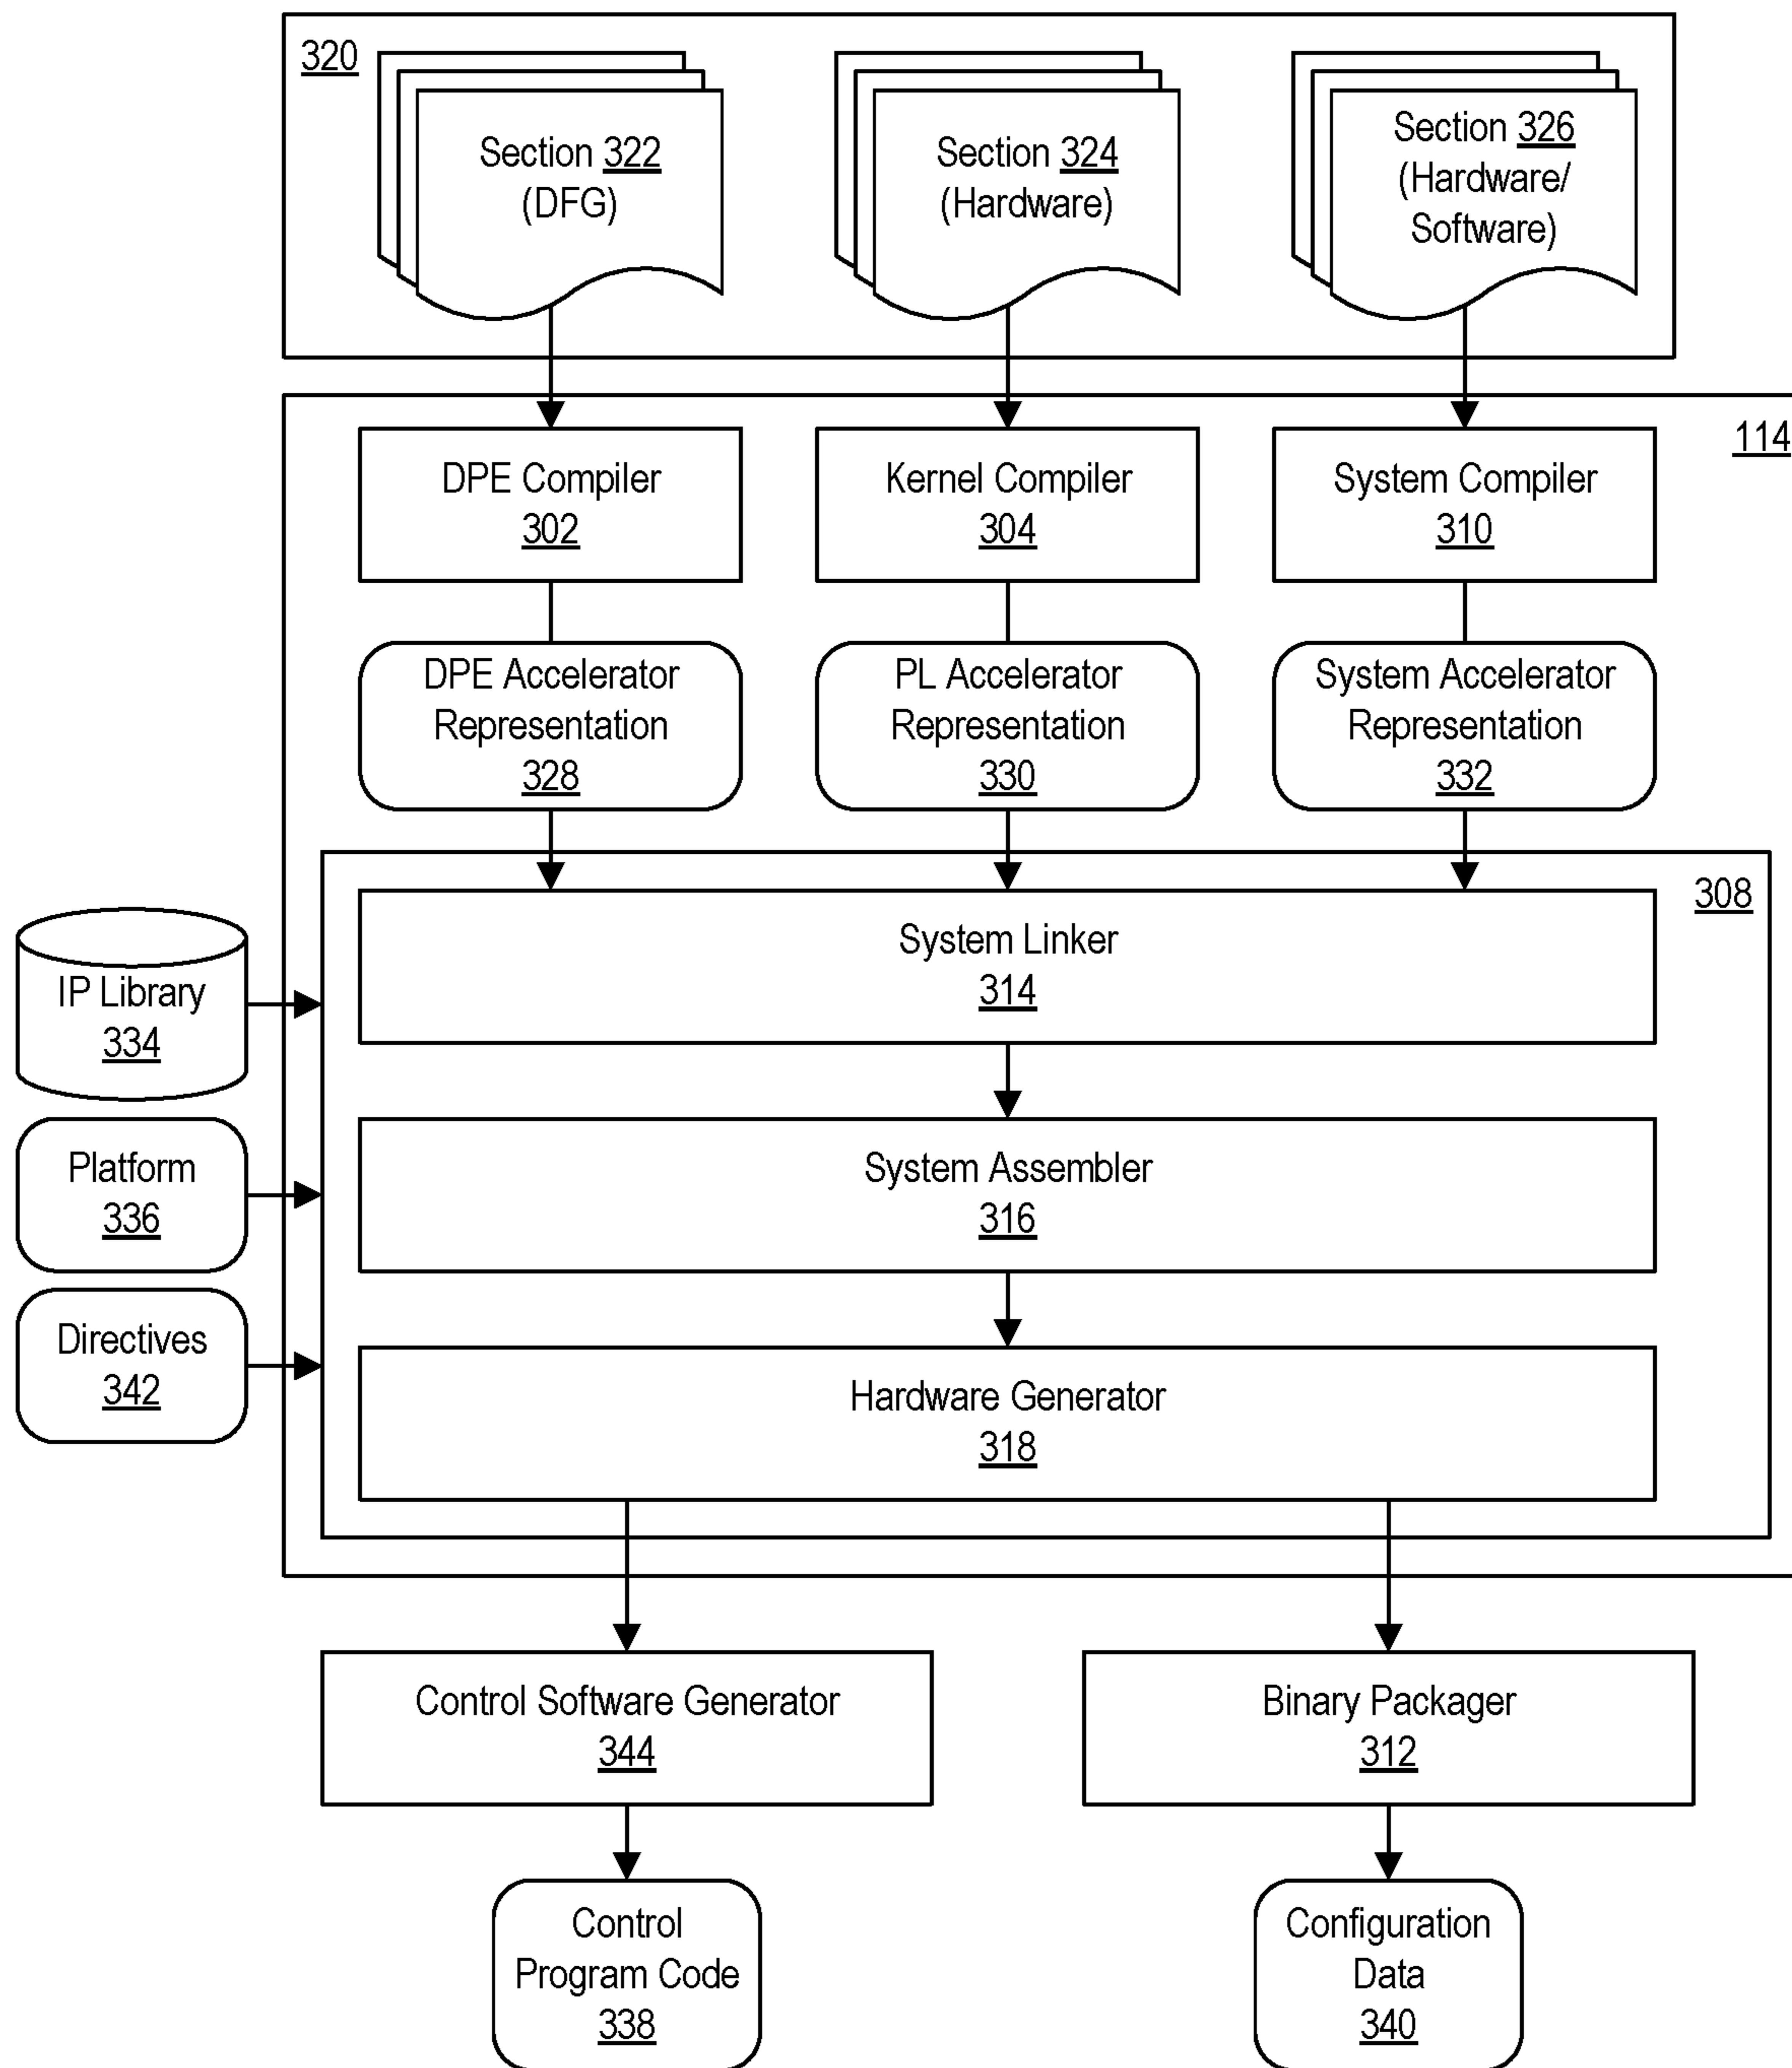 320
Section 322
(DFG)
Section 324
(Hardware)
Section 326
(Hardware/
Software)
114
DPE Compiler
302
Kernel Compiler
304
System Compiler
310
DPE Accelerator
Representation
328
PL Accelerator
Representation
330
System Accelerator
Representation
332
308
System Linker
314
IP Library
334
Platform
336
System Assembler
316
Directives
342
Hardware Generator
318
Control Software Generator
344
Binary Packager
312
Control
Program Code
338
Configuration
Data
340